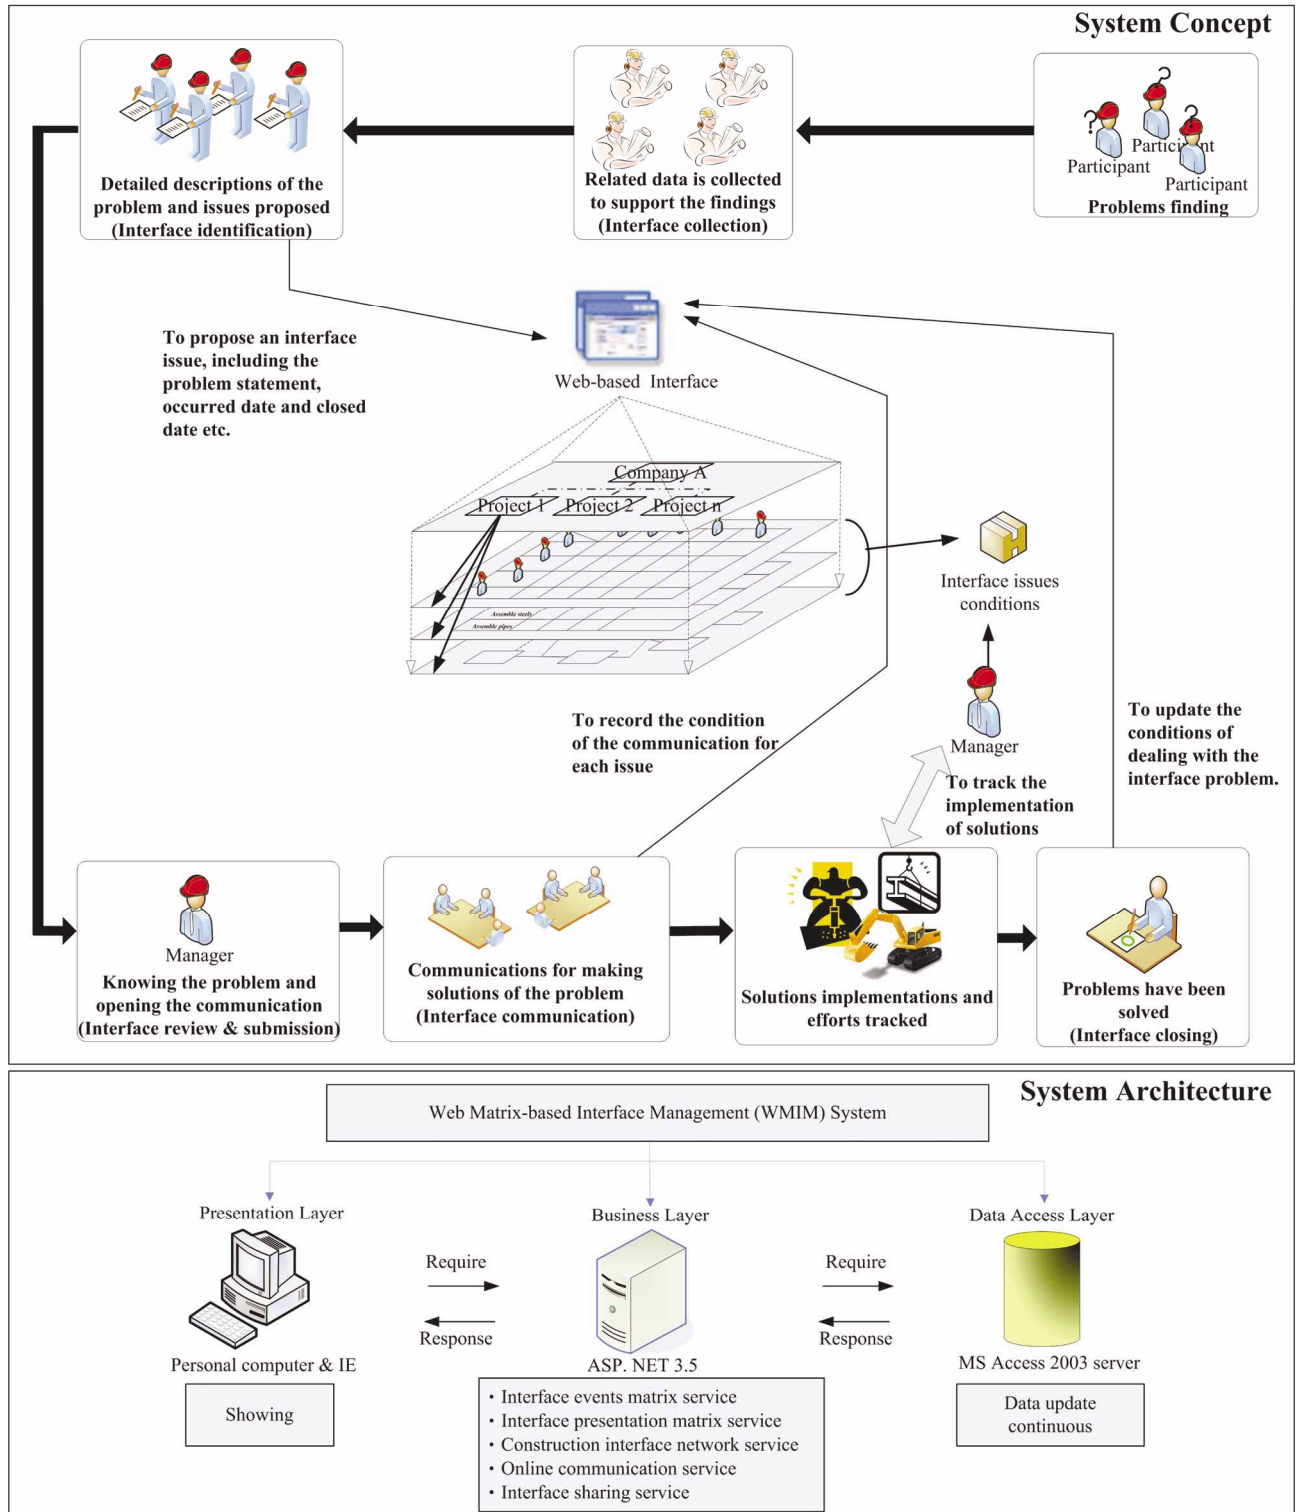 System Concept
?
?
?
Participant
Participant
Participant
Problems finding
Related data is collected
to support the findings
(Interface collection)
Detailed descriptions of the
problem and issues proposed
(Interface identification)
To propose an interface
issue, including the
problem statement,
occurred date and closed
date etc.
Web-based Interface
Company A
Project 1
Project 2
Project n
Assemble steels
Assemble pipes
Interface issues
conditions
Manager
To record the condition
of the communication for
each issue
To track the
implementation
of solutions
To update the
conditions of
dealing with the
interface problem.
Manager
Knowing the problem and
opening the communication
(Interface review & submission)
Communications for making
solutions of the problem
(Interface communication)
Solutions implementations and
efforts tracked
Problems have been
solved
(Interface closing)
System Architecture
Web Matrix-based Interface Management (WMIM) System
Presentation Layer
Business Layer
Data Access Layer
Require
Response
Require
Response
Personal computer & IE
ASP. NET 3.5
MS Access 2003 server
Showing
• Interface events matrix service
• Interface presentation matrix service
• Construction interface network service
• Online communication service
• Interface sharing service
Data update
continuous